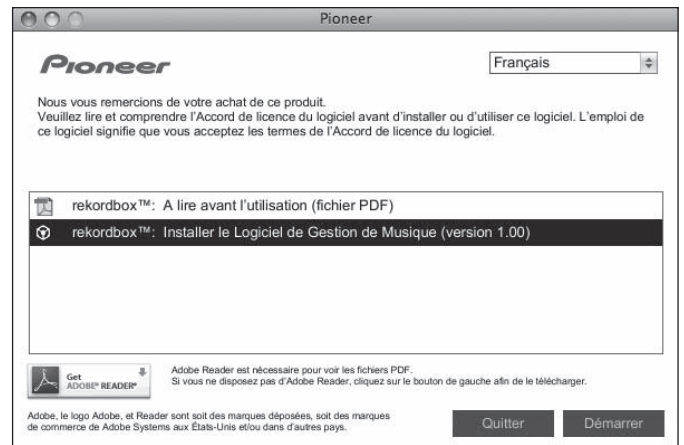 Pioneer
Pioneer
Français
Nous vous remercions de votre achat de ce produit.
Veuillez lire et comprendre l'Accord de licence du logiciel avant d'installer ou d'utiliser ce logiciel. L'emploi de
ce logiciel signifie que vous acceptez les termes de l'Accord de licence du logiciel.
rekordbox™: A lire avant l'utilisation (fichier PDF)
rekordbox™: Installer le Logiciel de Gestion de Musique (version 1.00)
Get
ADOBE® READER®
Adobe Reader est nécessaire pour voir les fichiers PDF.
Si vous ne disposez pas d'Adobe Reader, cliquez sur le bouton de gauche afin de le télécharger.
Adobe, le logo Adobe, et Reader sont soit des marques déposées, soit des marques
de commerce de Adobe Systems aux États-Unis et/ou dans d'autres pays.
Quitter
Démarrer